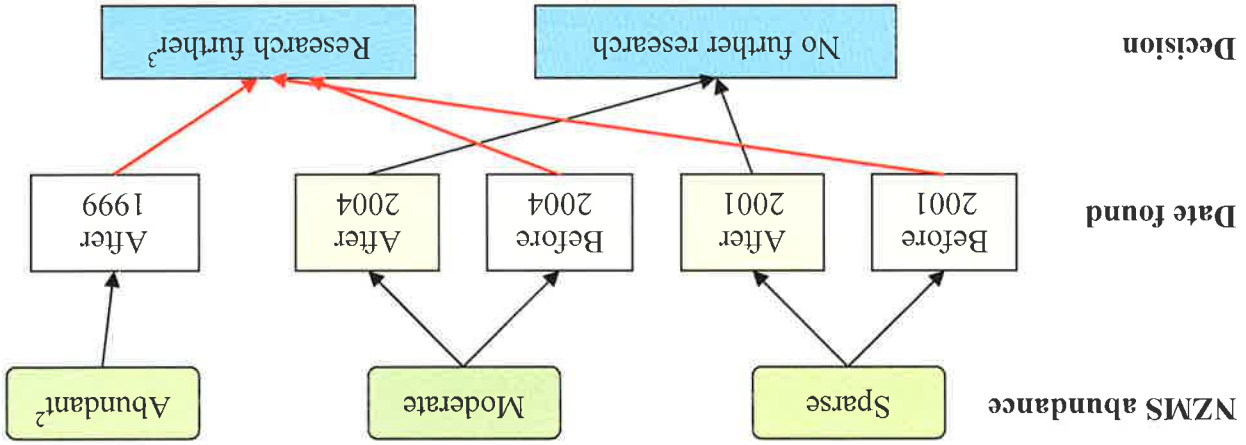 NZMS abundance
Sparse
Moderate
Abundant²
Date found
Before
2001
After
2001
Before
2004
After
2004
After
1999
Decision
No further research
Research further³